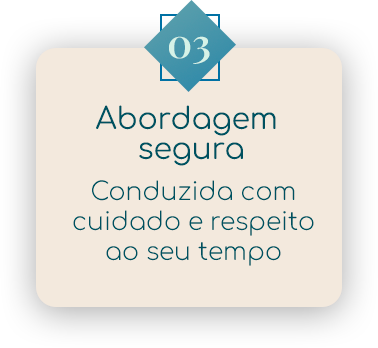 03
Abordagem
segura
Conduzida com
cuidado e respeito
ao seu tempo